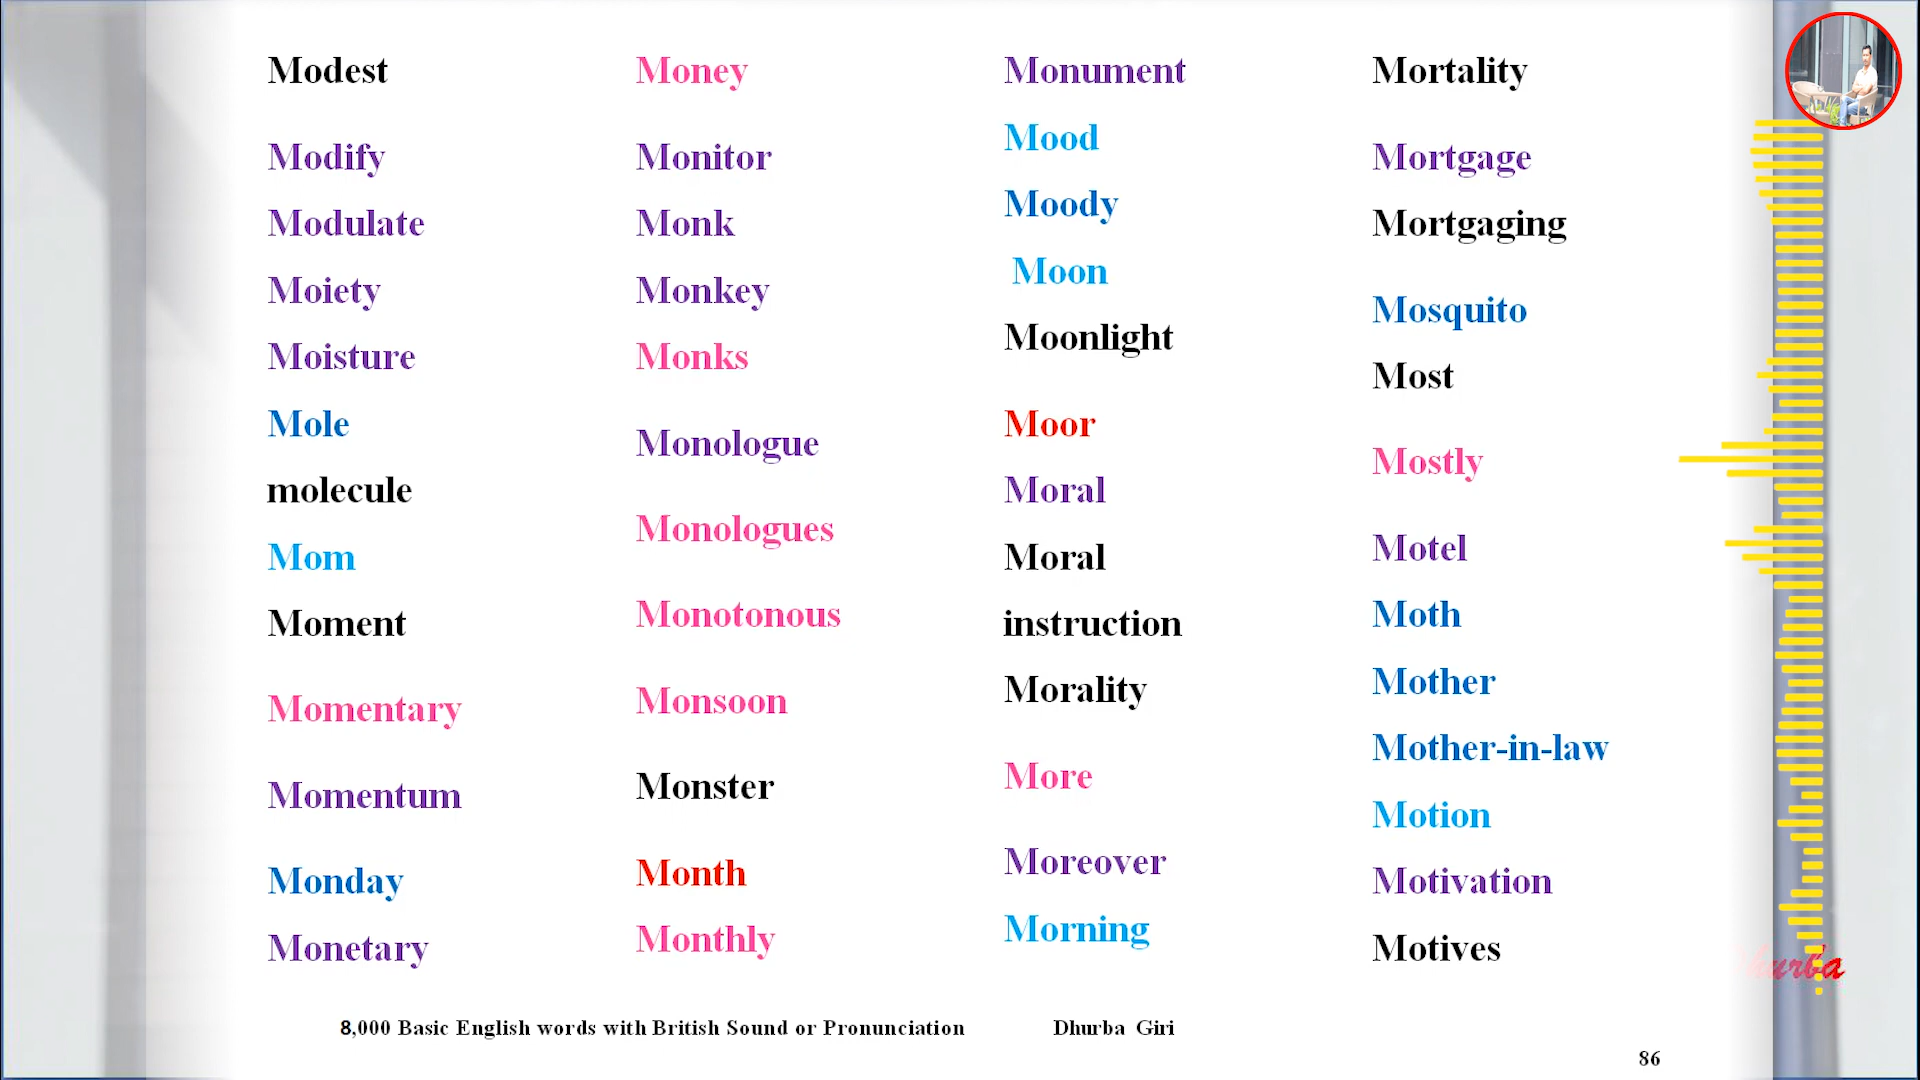 Modest
Modify
Modulate
Moiety
Moisture
Mole
molecule
Mom
Moment
Momentary
Momentum
Monday
Monetary
Money
Monitor
Monk
Monkey
Monks
Monologue
Monologues
Monotonous
Monsoon
Monster
Month
Monthly
Monument
Mood
Moody
Moon
Moonlight
Moor
Moral
Moral
instruction
Morality
More
Moreover
Morning
Mortality
Mortgage
Mortgaging
Mosquito
Most
Mostly
Motel
Moth
Mother
Mother-in-law
Motion
Motivation
Motives
8,000 Basic English words with British Sound or Pronunciation Dhurba Giri
86